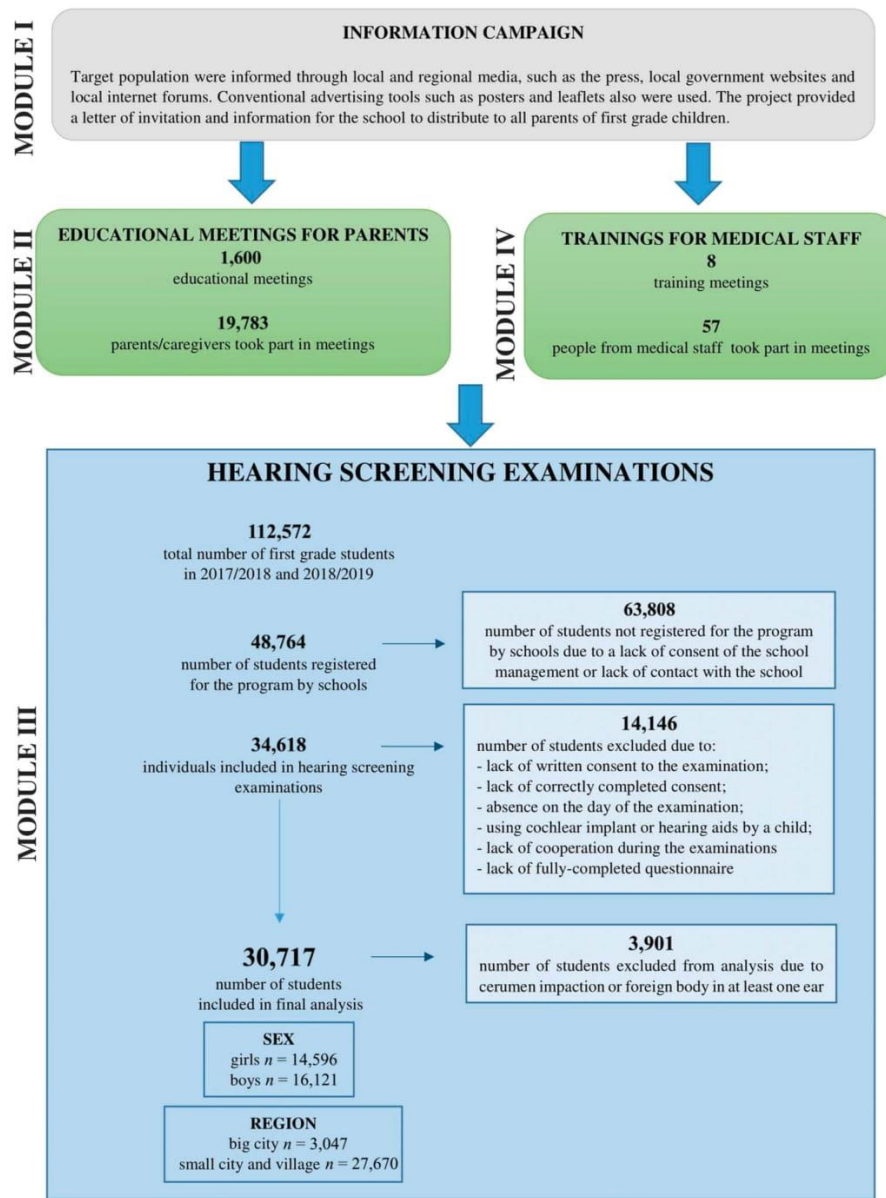 MODULE I
INFORMATION CAMPAIGN
Target population were informed through local and regional media, such as the press, local government websites and
local internet forums. Conventional advertising tools such as posters and leaflets also were used. The project provided
a letter of invitation and information for the school to distribute to all parents of first grade children.
MODULE II
EDUCATIONAL MEETINGS FOR PARENTS
1,600
educational meetings
19,783
parents/caregivers took part in meetings
MODULE IV
TRAININGS FOR MEDICAL STAFF
8
training meetings
57
people from medical staff took part in meetings
MODULE III
HEARING SCREENING EXAMINATIONS
112,572
total number of first grade students
in 2017/2018 and 2018/2019
48,764
number of students registered
for the program by schools
63,808
number of students not registered for the program
by schools due to a lack of consent of the school
management or lack of contact with the school
34,618
individuals included in hearing screening
examinations
14,146
number of students excluded due to:
- lack of written consent to the examination;
- lack of correctly completed consent;
- absence on the day of the examination;
- using cochlear implant or hearing aids by a child;
- lack of cooperation during the examinations
- lack of fully-completed questionnaire
30,717
number of students
included in final analysis
3,901
number of students excluded from analysis due to
cerumen impaction or foreign body in at least one ear
SEX
girls n = 14,596
boys n = 16,121
REGION
big city n = 3,047
small city and village n = 27,670